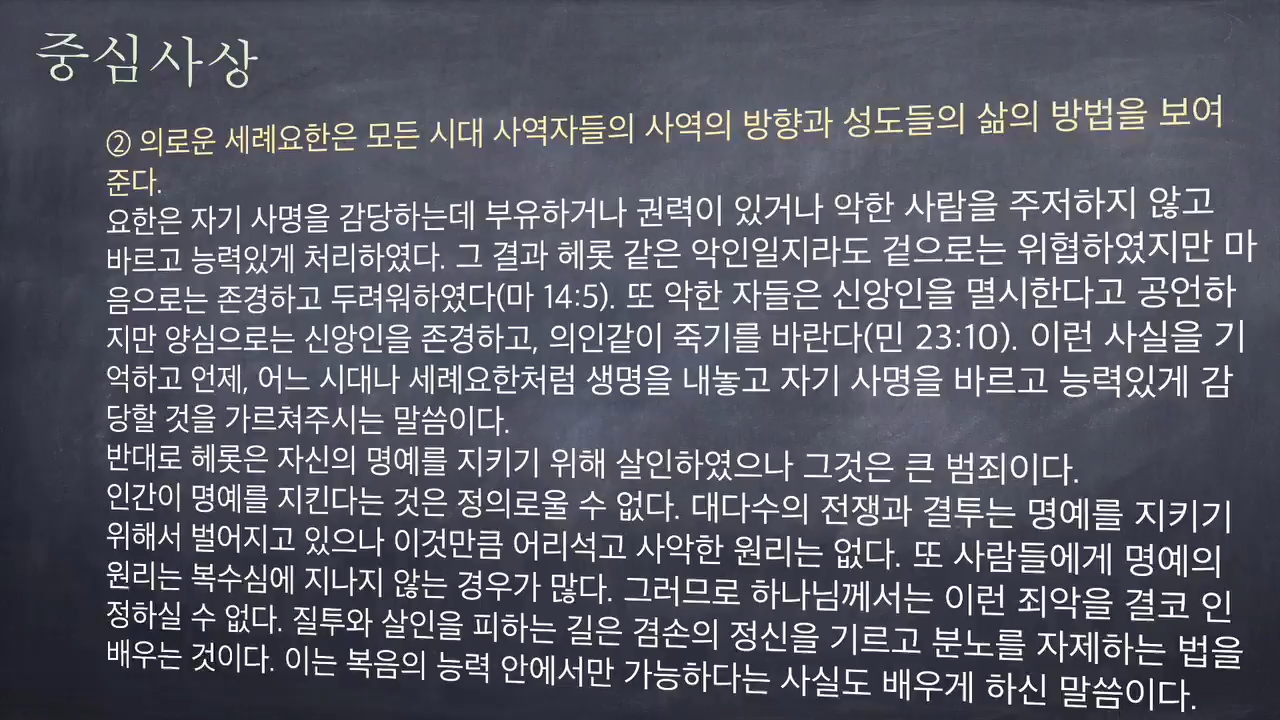 중심사상
② 의로운 세례요한은 모든 시대 사역자들의 사역의 방향과 성도들의 삶의 방법을 보여
준다.
요한은 자기 사명을 감당하는데 부유하거나 권력이 있거나 악한 사람을 주저하지 않고
바르고 능력있게 처리하였다. 그 결과 헤롯 같은 악인일지라도 겉으로는 위협하였지만 마
음으로는 존경하고 두려워하였다(마 14:5). 또 악한 자들은 신앙인을 멸시한다고 공언하
지만 양심으로는 신앙인을 존경하고, 의인같이 죽기를 바란다(민 23:10). 이런 사실을 기
억하고 언제, 어느 시대나 세례요한처럼 생명을 내놓고 자기 사명을 바르고 능력있게 감
당할 것을 가르쳐주시는 말씀이다.
반대로 헤롯은 자신의 명예를 지키기 위해 살인하였으나 그것은 큰 범죄이다.
인간이 명예를 지킨다는 것은 정의로울 수 없다. 대다수의 전쟁과 결투는 명예를 지키기
위해서 벌어지고 있으나 이것만큼 어리석고 사악한 원리는 없다. 또 사람들에게 명예의
원리는 복수심에 지나지 않는 경우가 많다. 그러므로 하나님께서는 이런 죄악을 결코 인
정하실 수 없다. 질투와 살인을 피하는 길은 겸손의 정신을 기르고 분노를 자제하는 법을
배우는 것이다. 이는 복음의 능력 안에서만 가능하다는 사실도 배우게 하신 말씀이다.